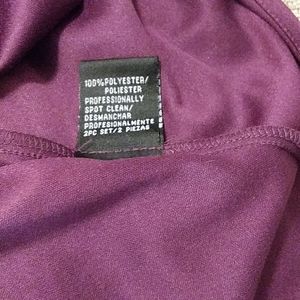 100%POLYESTER/
POLIESTER
PROFESSIONALLY
SPOT CLEAN/
DESMANCHAR
PROFESIONALMENTE
2PC SET/2 PIEZAS